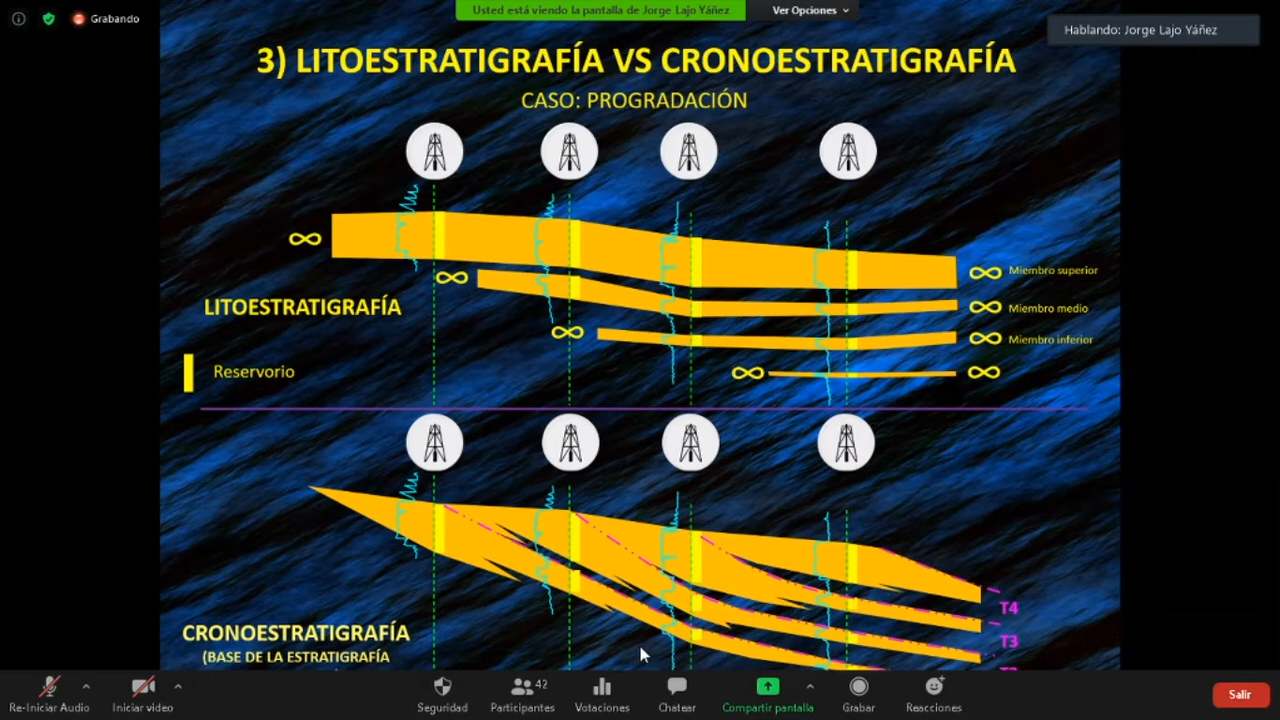 Grabando
Usted está viendo la pantalla de Jorge Lajo Yáñez
Ver Opciones
Hablando: Jorge Lajo Yáñez
3) LITOESTRATIGRAFÍA VS CRONOESTRATIGRAFÍA
CASO: PROGRADACIÓN
∞
∞
∞ Miembro superior
LITOESTRATIGRAFÍA
∞ Miembro medio
∞
∞ Miembro inferior
Reservorio
∞
∞
T4
CRONOESTRATIGRAFÍA
T3
(BASE DE LA ESTRATIGRAFÍA
Re-Iniciar Audio
Iniciar video
Seguridad
42
Participantes
Votaciones
Chatear
Compartir pantalla
Grabar
Reacciones
Salir